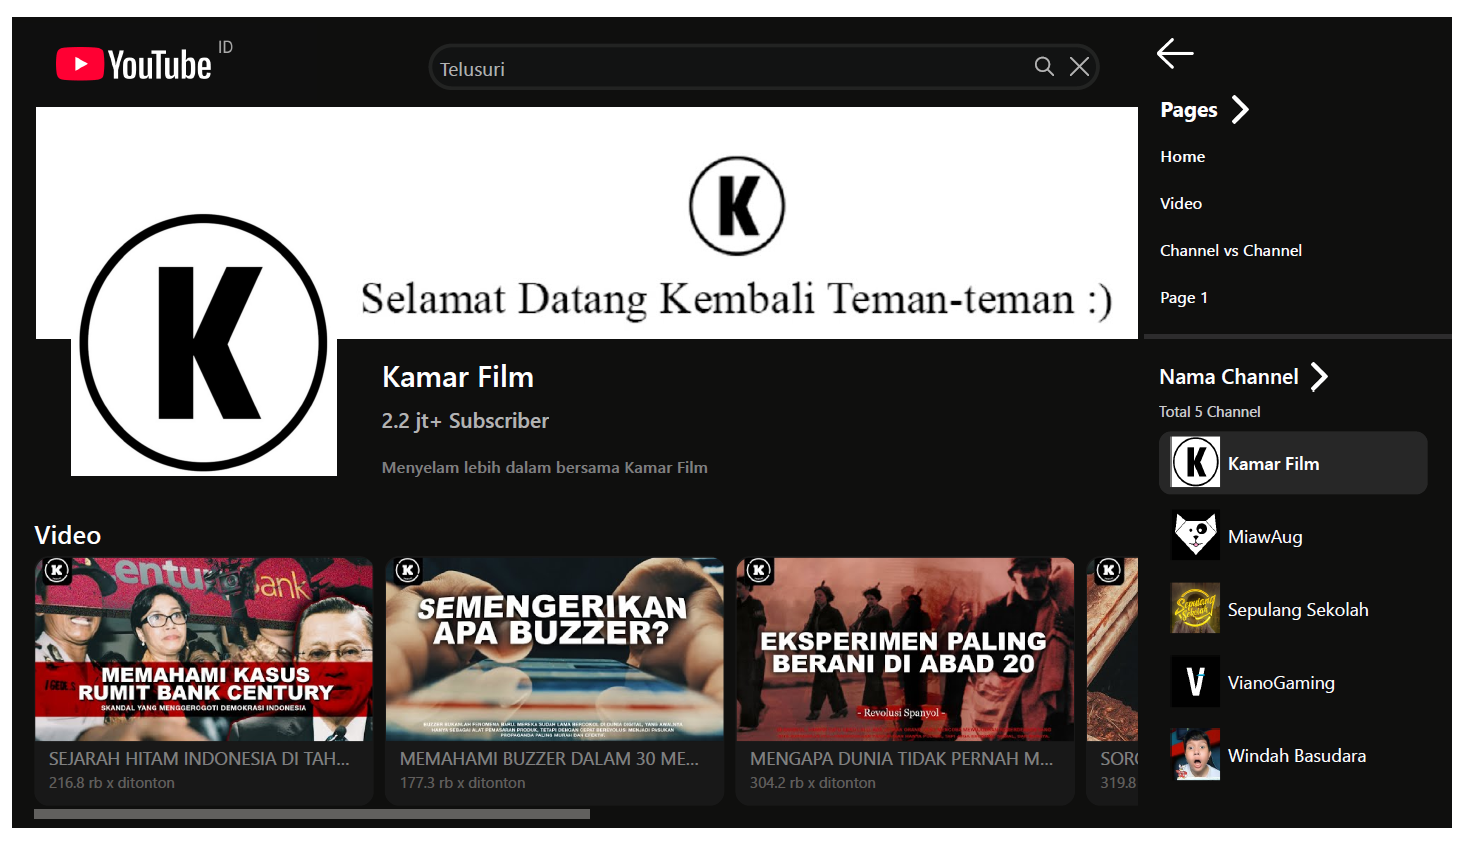 YouTube ID
Telusuri
Pages
Home
Video
Channel vs Channel
Page 1
K
Selamat Datang Kembali Teman-teman :)
K
Kamar Film
2.2 jt+ Subscriber
Menyelam lebih dalam bersama Kamar Film
Nama Channel
Total 5 Channel
K
Kamar Film
MiawAug
Sepulang Sekolah
Sepulang Sekolah
VianoGaming
Windah Basudara
Video
K
entu
ank
MEMAHAMI KASUS
RUMIT BANK CENTURY
SKANDAL YANG MENGGEROGOTI DEMOKRASI INDONESIA
SEJARAH HITAM INDONESIA DI TAH...
216.8 rb x ditonton
K
SEMENGERIKAN
APA BUZZER?
MEMAHAMI BUZZER DALAM 30 ME...
177.3 rb x ditonton
K
EKSPERIMEN PALING
BERANI DI ABAD 20
- Revolusi Spanyol -
MENGAPA DUNIA TIDAK PERNAH M...
304.2 rb x ditonton
K
SOR
319.8